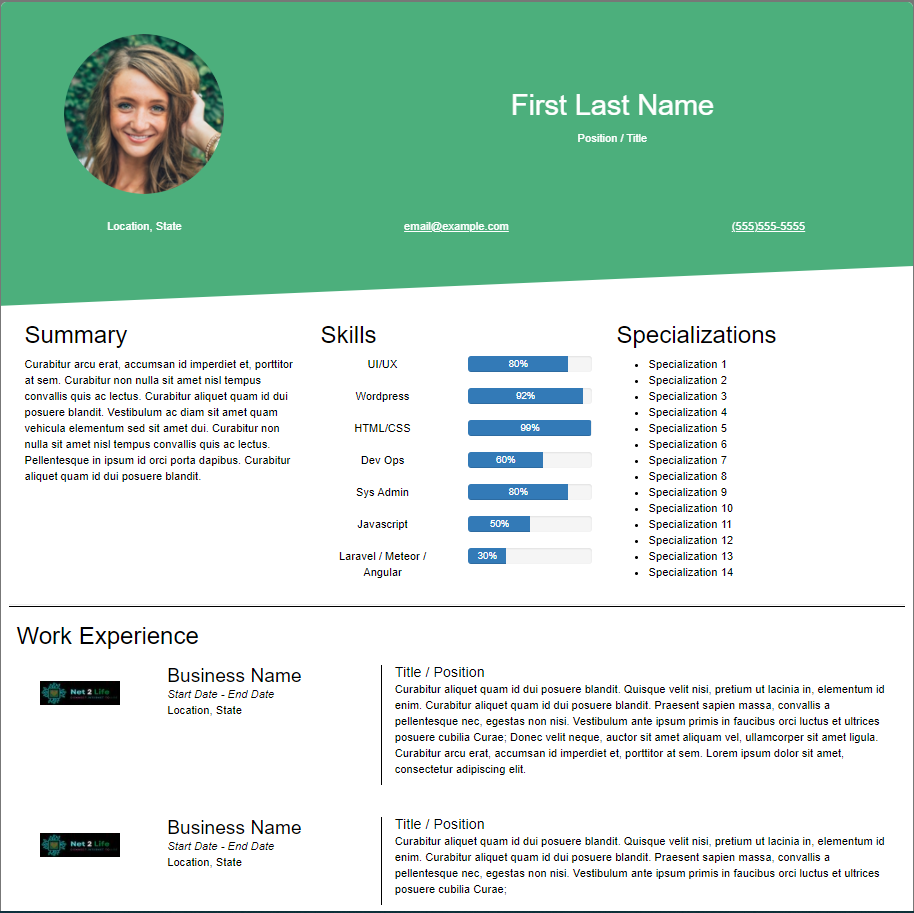 First Last Name
Position / Title
Location, State
email@example.com
(555)555-5555
Summary
Curabitur arcu erat, accumsan id imperdiet et, porttitor
at sem. Curabitur non nulla sit amet nisl tempus
convallis quis ac lectus. Curabitur aliquet quam id dui
posuere blandit. Vestibulum ac diam sit amet quam
vehicula elementum sed sit amet dui. Curabitur non
nulla sit amet nisl tempus convallis quis ac lectus.
Pellentesque in ipsum id orci porta dapibus. Curabitur
aliquet quam id dui posuere blandit.
Skills
UI/UX 80%
Wordpress 92%
HTML/CSS 99%
Dev Ops 60%
Sys Admin 80%
Javascript 50%
Laravel / Meteor / 30%
Angular
Specializations
Specialization 1
Specialization 2
Specialization 3
Specialization 4
Specialization 5
Specialization 6
Specialization 7
Specialization 8
Specialization 9
Specialization 10
Specialization 11
Specialization 12
Specialization 13
Specialization 14
Work Experience
Net 2 Life
Business Name
Start Date - End Date
Location, State
Title / Position
Curabitur aliquet quam id dui posuere blandit. Quisque velit nisi, pretium ut lacinia in, elementum id
enim. Curabitur aliquet quam id dui posuere blandit. Praesent sapien massa, convallis a
pellentesque nec, egestas non nisi. Vestibulum ante ipsum primis in faucibus orci luctus et ultrices
posuere cubilia Curae; Donec velit neque, auctor sit amet aliquam vel, ullamcorper sit amet ligula.
Curabitur arcu erat, accumsan id imperdiet et, porttitor at sem. Lorem ipsum dolor sit amet,
consectetur adipiscing elit.
Net 2 Life
Business Name
Start Date - End Date
Location, State
Title / Position
Curabitur aliquet quam id dui posuere blandit. Quisque velit nisi, pretium ut lacinia in, elementum id
enim. Curabitur aliquet quam id dui posuere blandit. Praesent sapien massa, convallis a
pellentesque nec, egestas non nisi. Vestibulum ante ipsum primis in faucibus orci luctus et ultrices
posuere cubilia Curae;